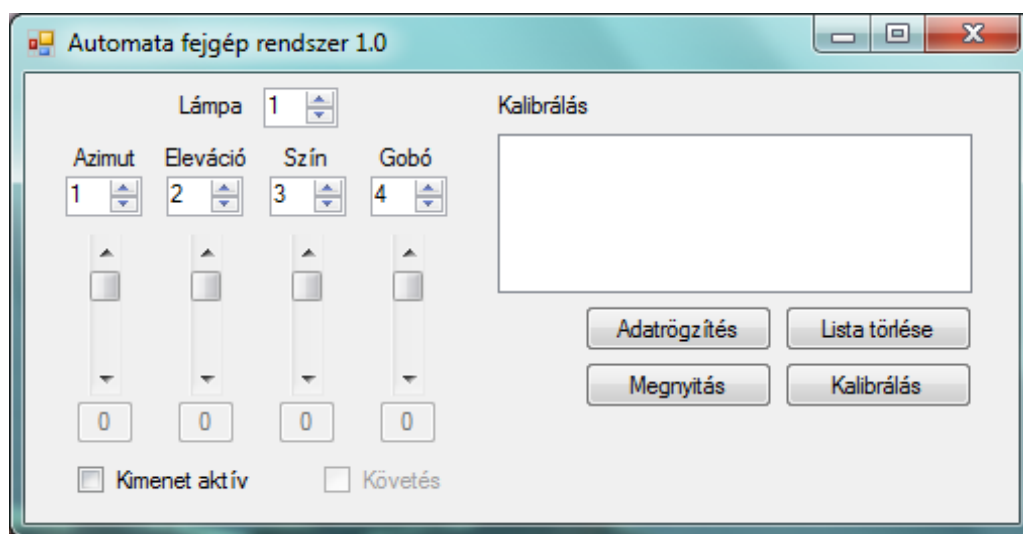 Automata fejgép rendszer 1.0
Lámpa 1
Azimut Eleváció Szín Gobó
1 2 3 4
0 0 0 0
Kimenet aktív Követés
Kalibrálás
Adatrögzítés Lista törlése
Megnyitás Kalibrálás